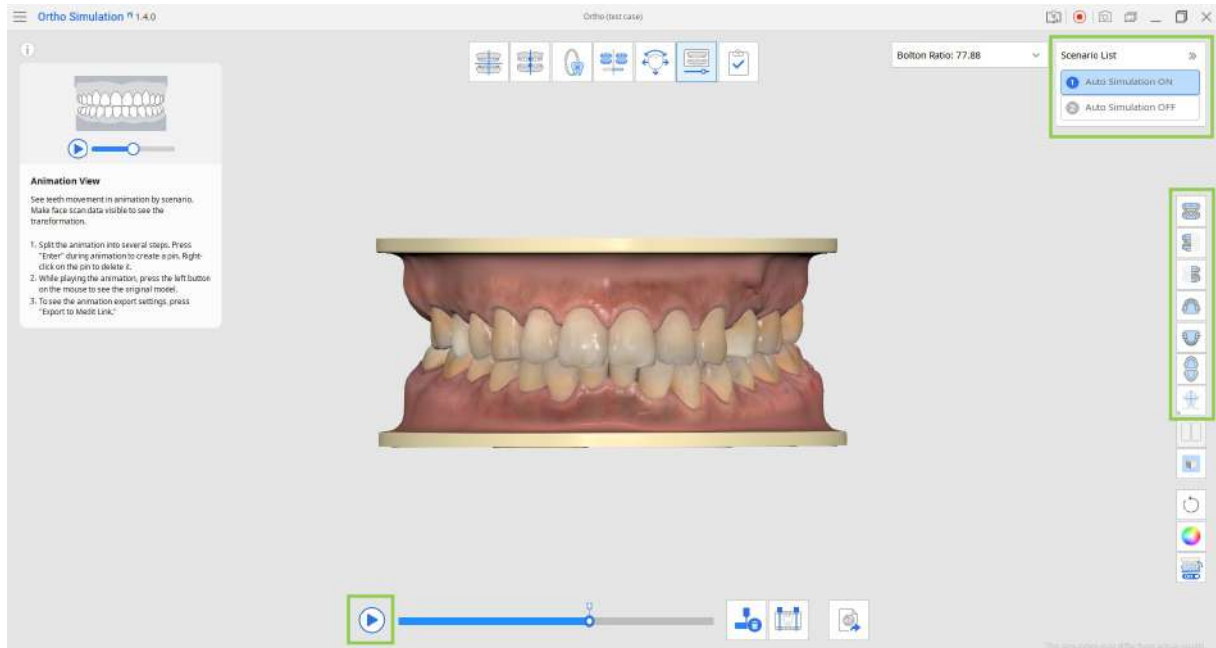 Ortho Simulation 1.4.0
Ortho (test case)
Bolton Ratio: 77.88
Scenario List
1 Auto Simulation ON
2 Auto Simulation OFF
Animation View
See teeth movement in animation by scenario.
Make face scan data visible to see the
transformation.
1. Split the animation into several steps. Press
"Enter" during animation to create a pin. Right-
click on the pin to delete it.
2. While playing the animation, press the left button
on the mouse to see the original model.
3. To see the animation export settings, press
"Export to Medit Link."